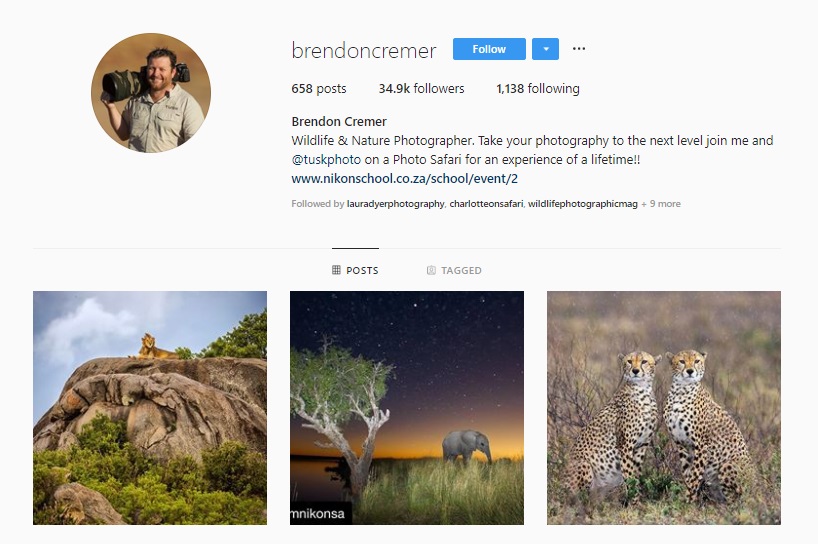 brendoncremer Follow
658 posts 34.9k followers 1,138 following
Brendon Cremer
Wildlife & Nature Photographer. Take your photography to the next level join me and
@tuskphoto on a Photo Safari for an experience of a lifetime!!
www.nikonschool.co.za/school/event/2
Followed by lauradyerphotography, charlotteonsafari, wildlifephotographicmag + 9 more
POSTS TAGGED
mnikonsa